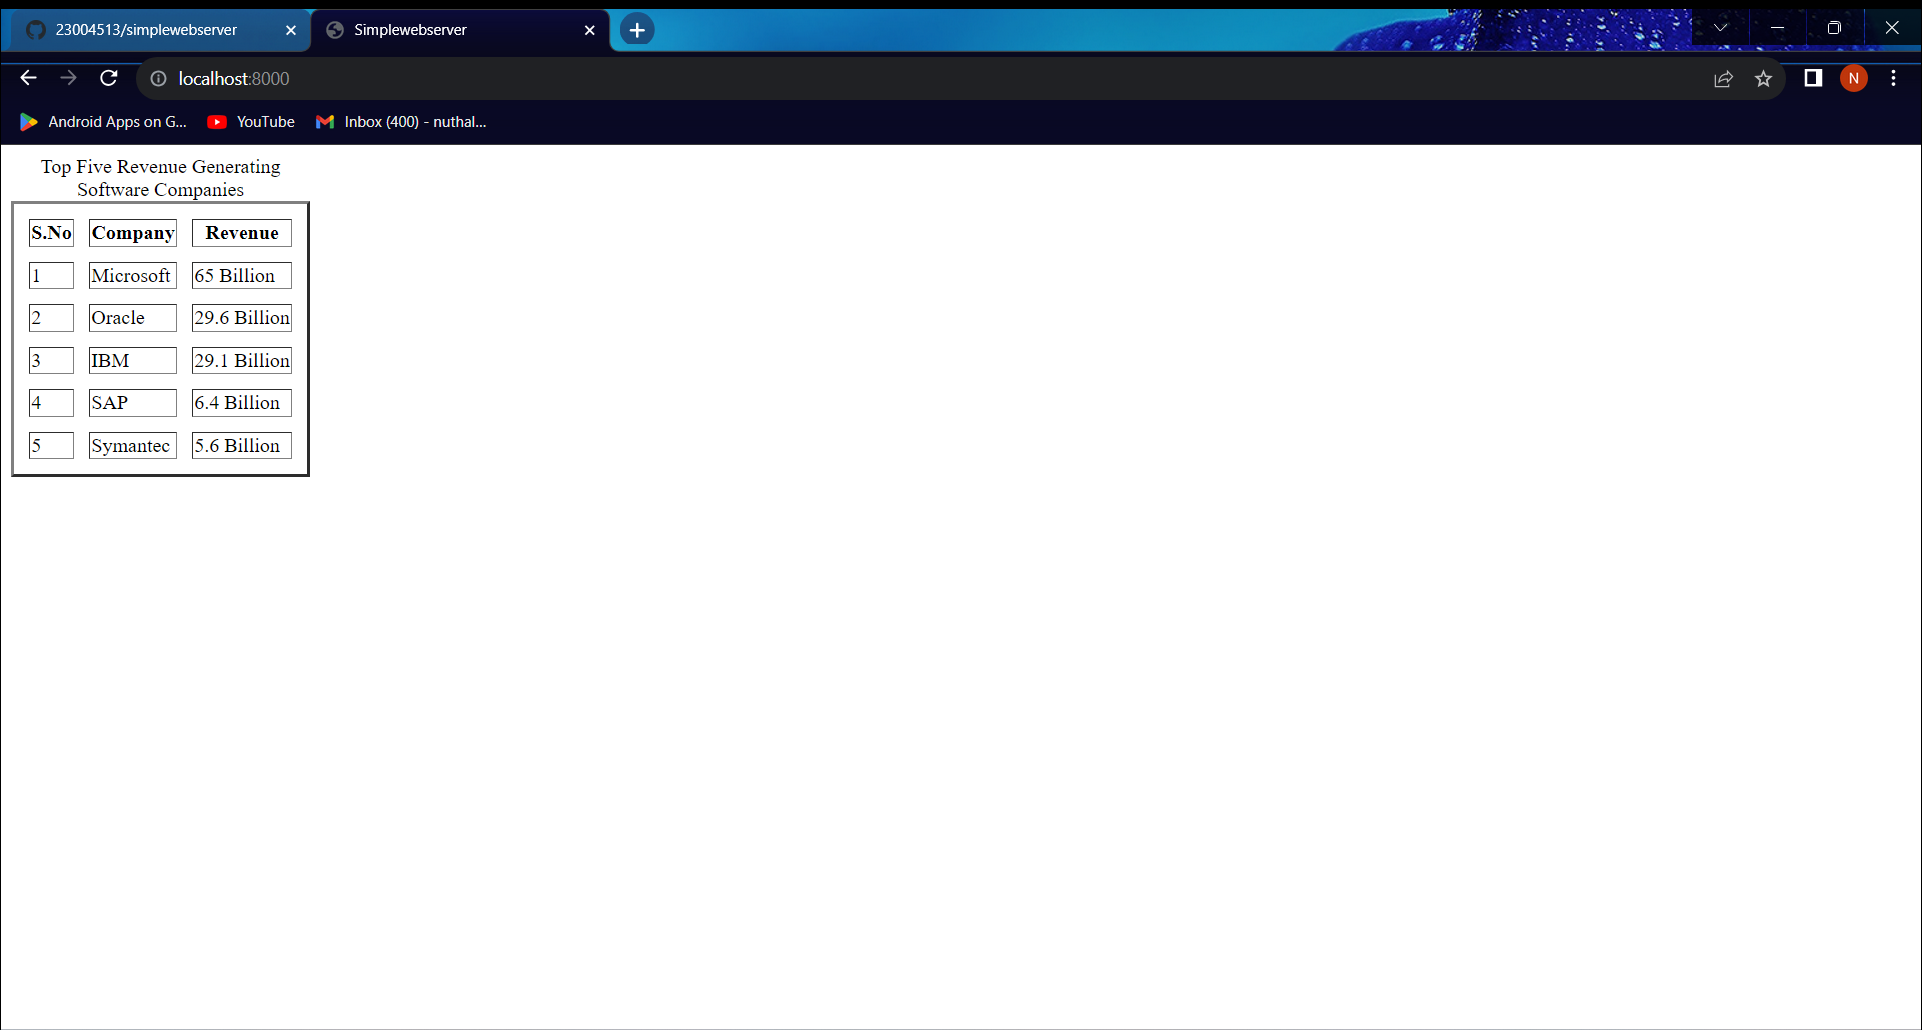 23004513/simplewebserver
Simplewebserver
localhost:8000
N
Android Apps on G...
YouTube
Inbox (400) - nuthal...
Top Five Revenue Generating
Software Companies
S.No Company Revenue
1 Microsoft 65 Billion
2 Oracle 29.6 Billion
3 IBM 29.1 Billion
4 SAP 6.4 Billion
5 Symantec 5.6 Billion